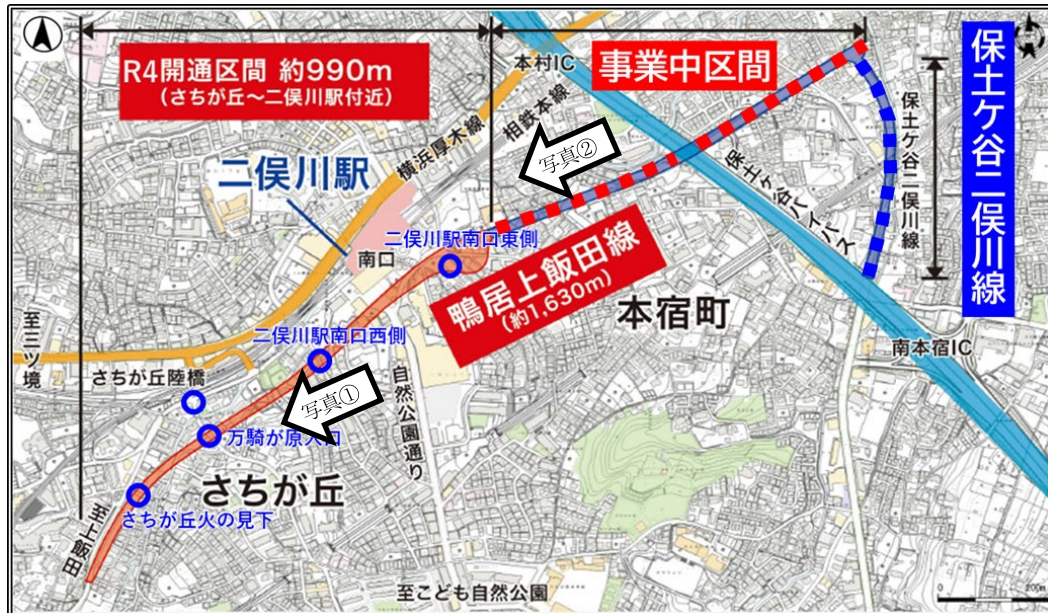 R4開通区間 約990m
(さちが丘～二俣川駅付近)
事業中区間
本村IC
相鉄本線
横浜厚木線
写真②
二俣川駅
南口
二俣川駅南口東側
保土ヶ谷バイパス
保土ケ谷二俣川線
保土ケ谷二俣川線
鴨居上飯田線
(約1,630m)
本宿町
南本宿IC
二俣川駅南口西側
至三ツ境
さちが丘陸橋
写真①
自然公園通り
万騎が原入口
さちが丘
さちが丘火の見下
至上飯田
至こども自然公園
0
200m